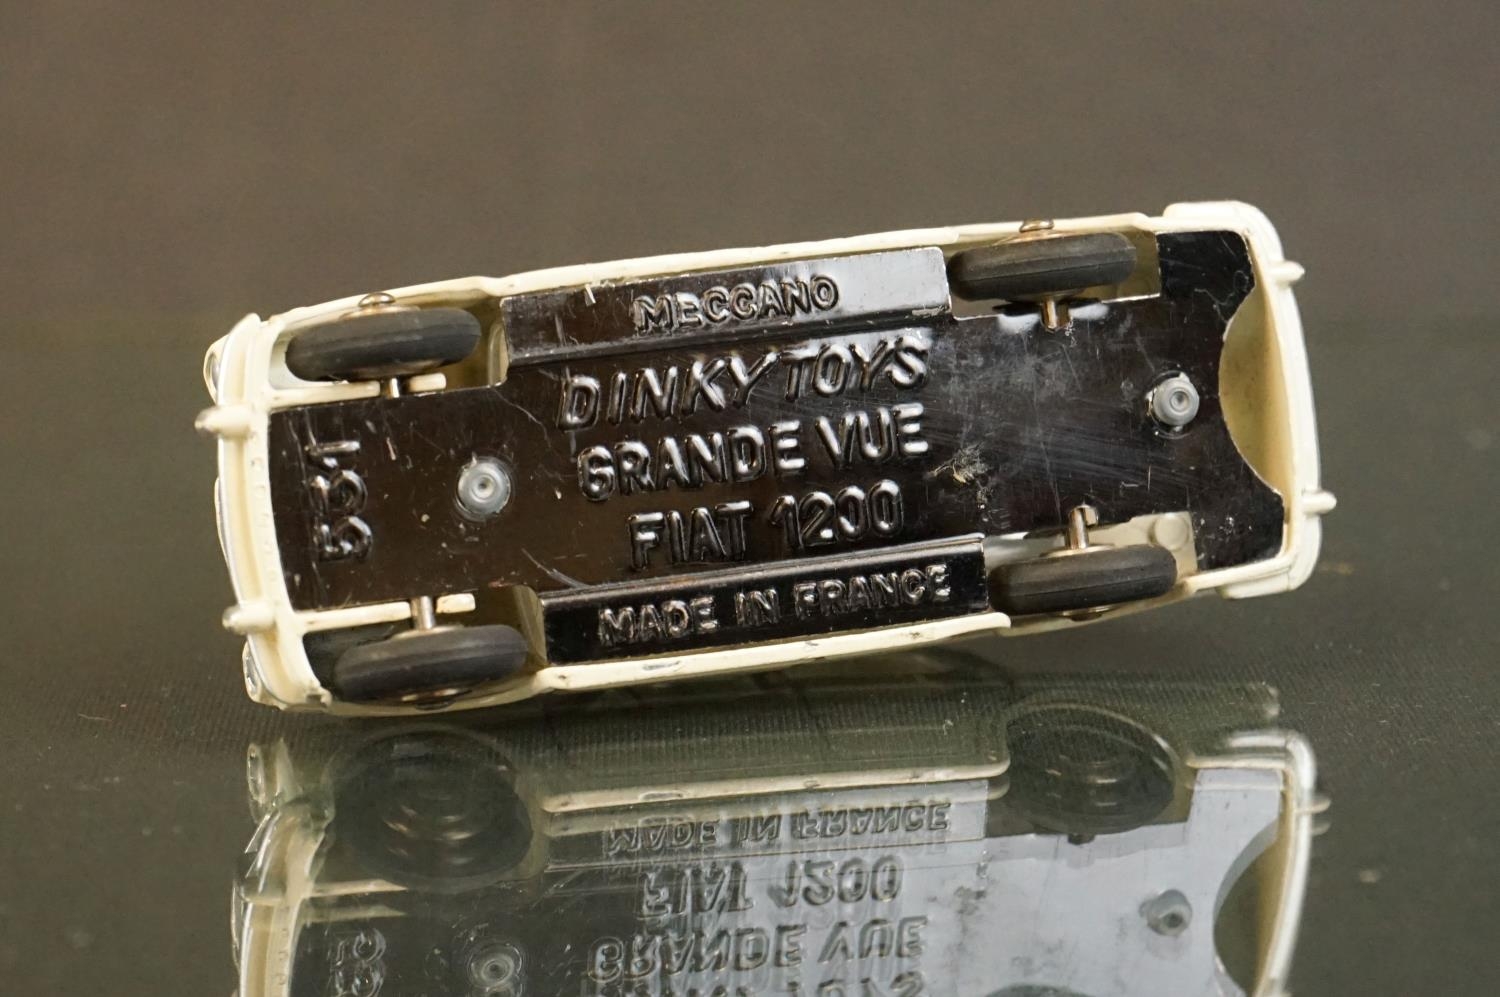 MECCANO
DINKY TOYS
GRANDE VUE
FIAT 1200
MADE IN FRANCE
531